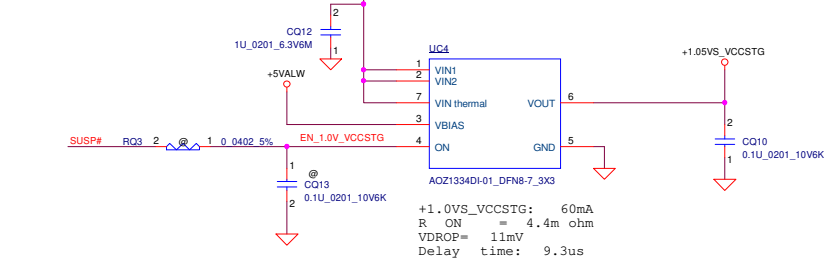 2
CQ12
1U_0201_6.3V6M
1
UC4
+1.05VS_VCCSTG
+5VALW
1 VIN1
2 VIN2
7 VIN thermal VOUT 6
3 VBIAS
SUSP# RQ3 2 @ 1 0_0402_5% EN_1.0V_VCCSTG 4 ON GND 5
2
CQ10
0.1U_0201_10V6K
1
1
@
CQ13
0.1U_0201_10V6K
2
AOZ1334DI-01_DFN8-7_3X3
+1.0VS_VCCSTG: 60mA
R ON = 4.4m ohm
VDROP= 11mV
Delay time: 9.3us